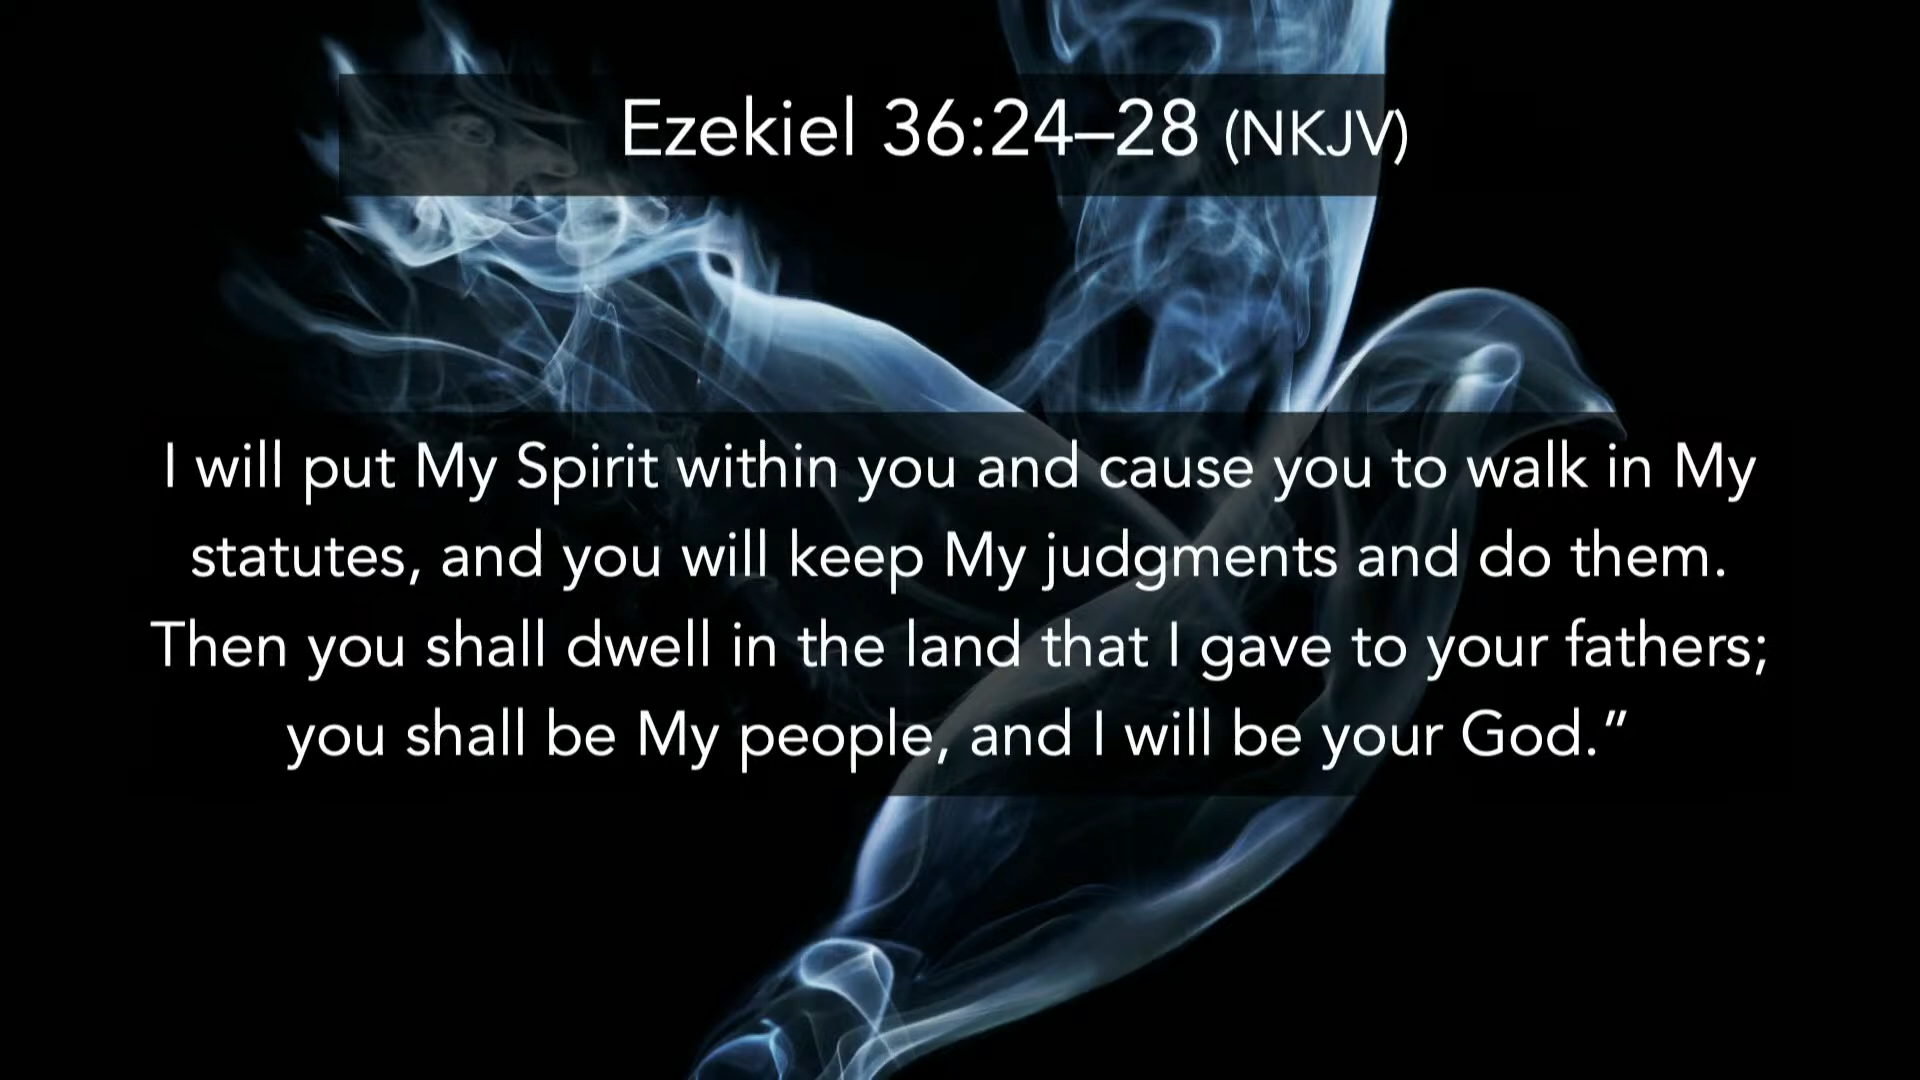 Ezekiel 36:24–28 (NKJV)
I will put My Spirit within you and cause you to walk in My
statutes, and you will keep My judgments and do them.
Then you shall dwell in the land that I gave to your fathers;
you shall be My people, and I will be your God.”